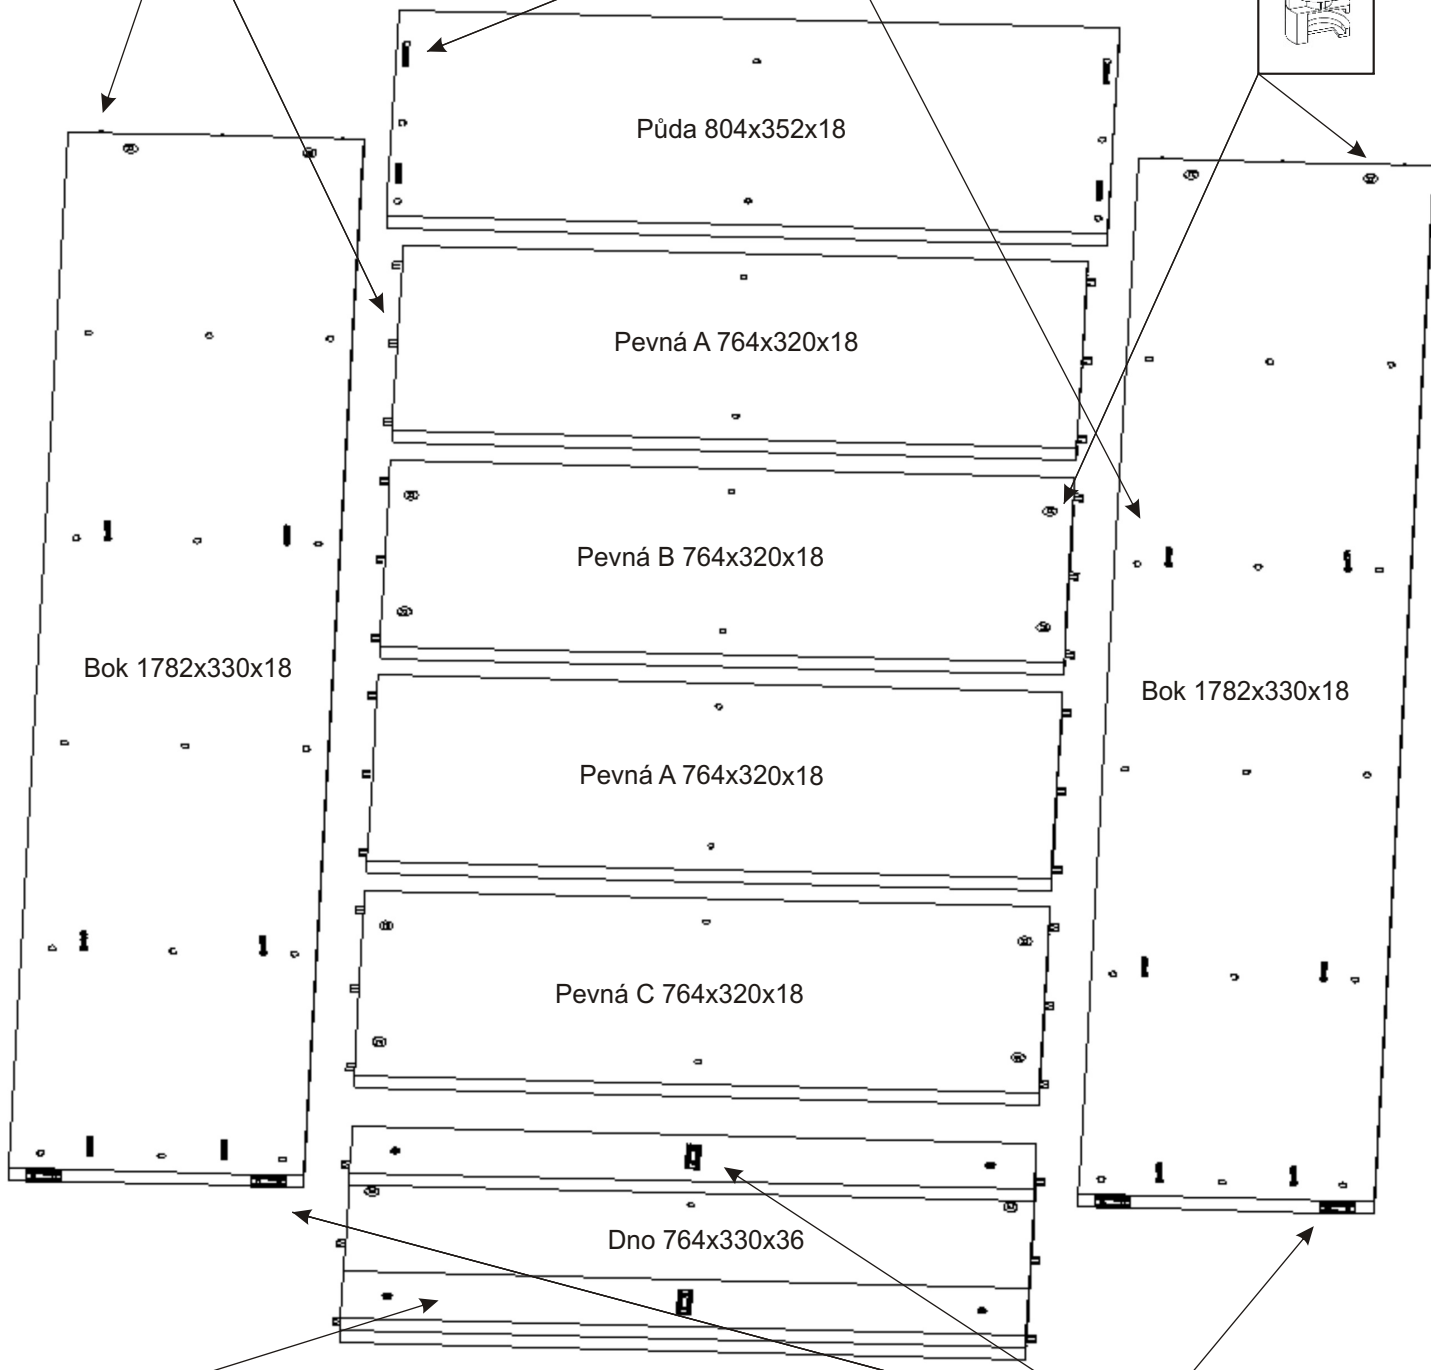 Půda 804x352x18
Pevná A 764x320x18
Pevná B 764x320x18
Bok 1782x330x18
Bok 1782x330x18
Pevná A 764x320x18
Pevná C 764x320x18
Dno 764x330x36